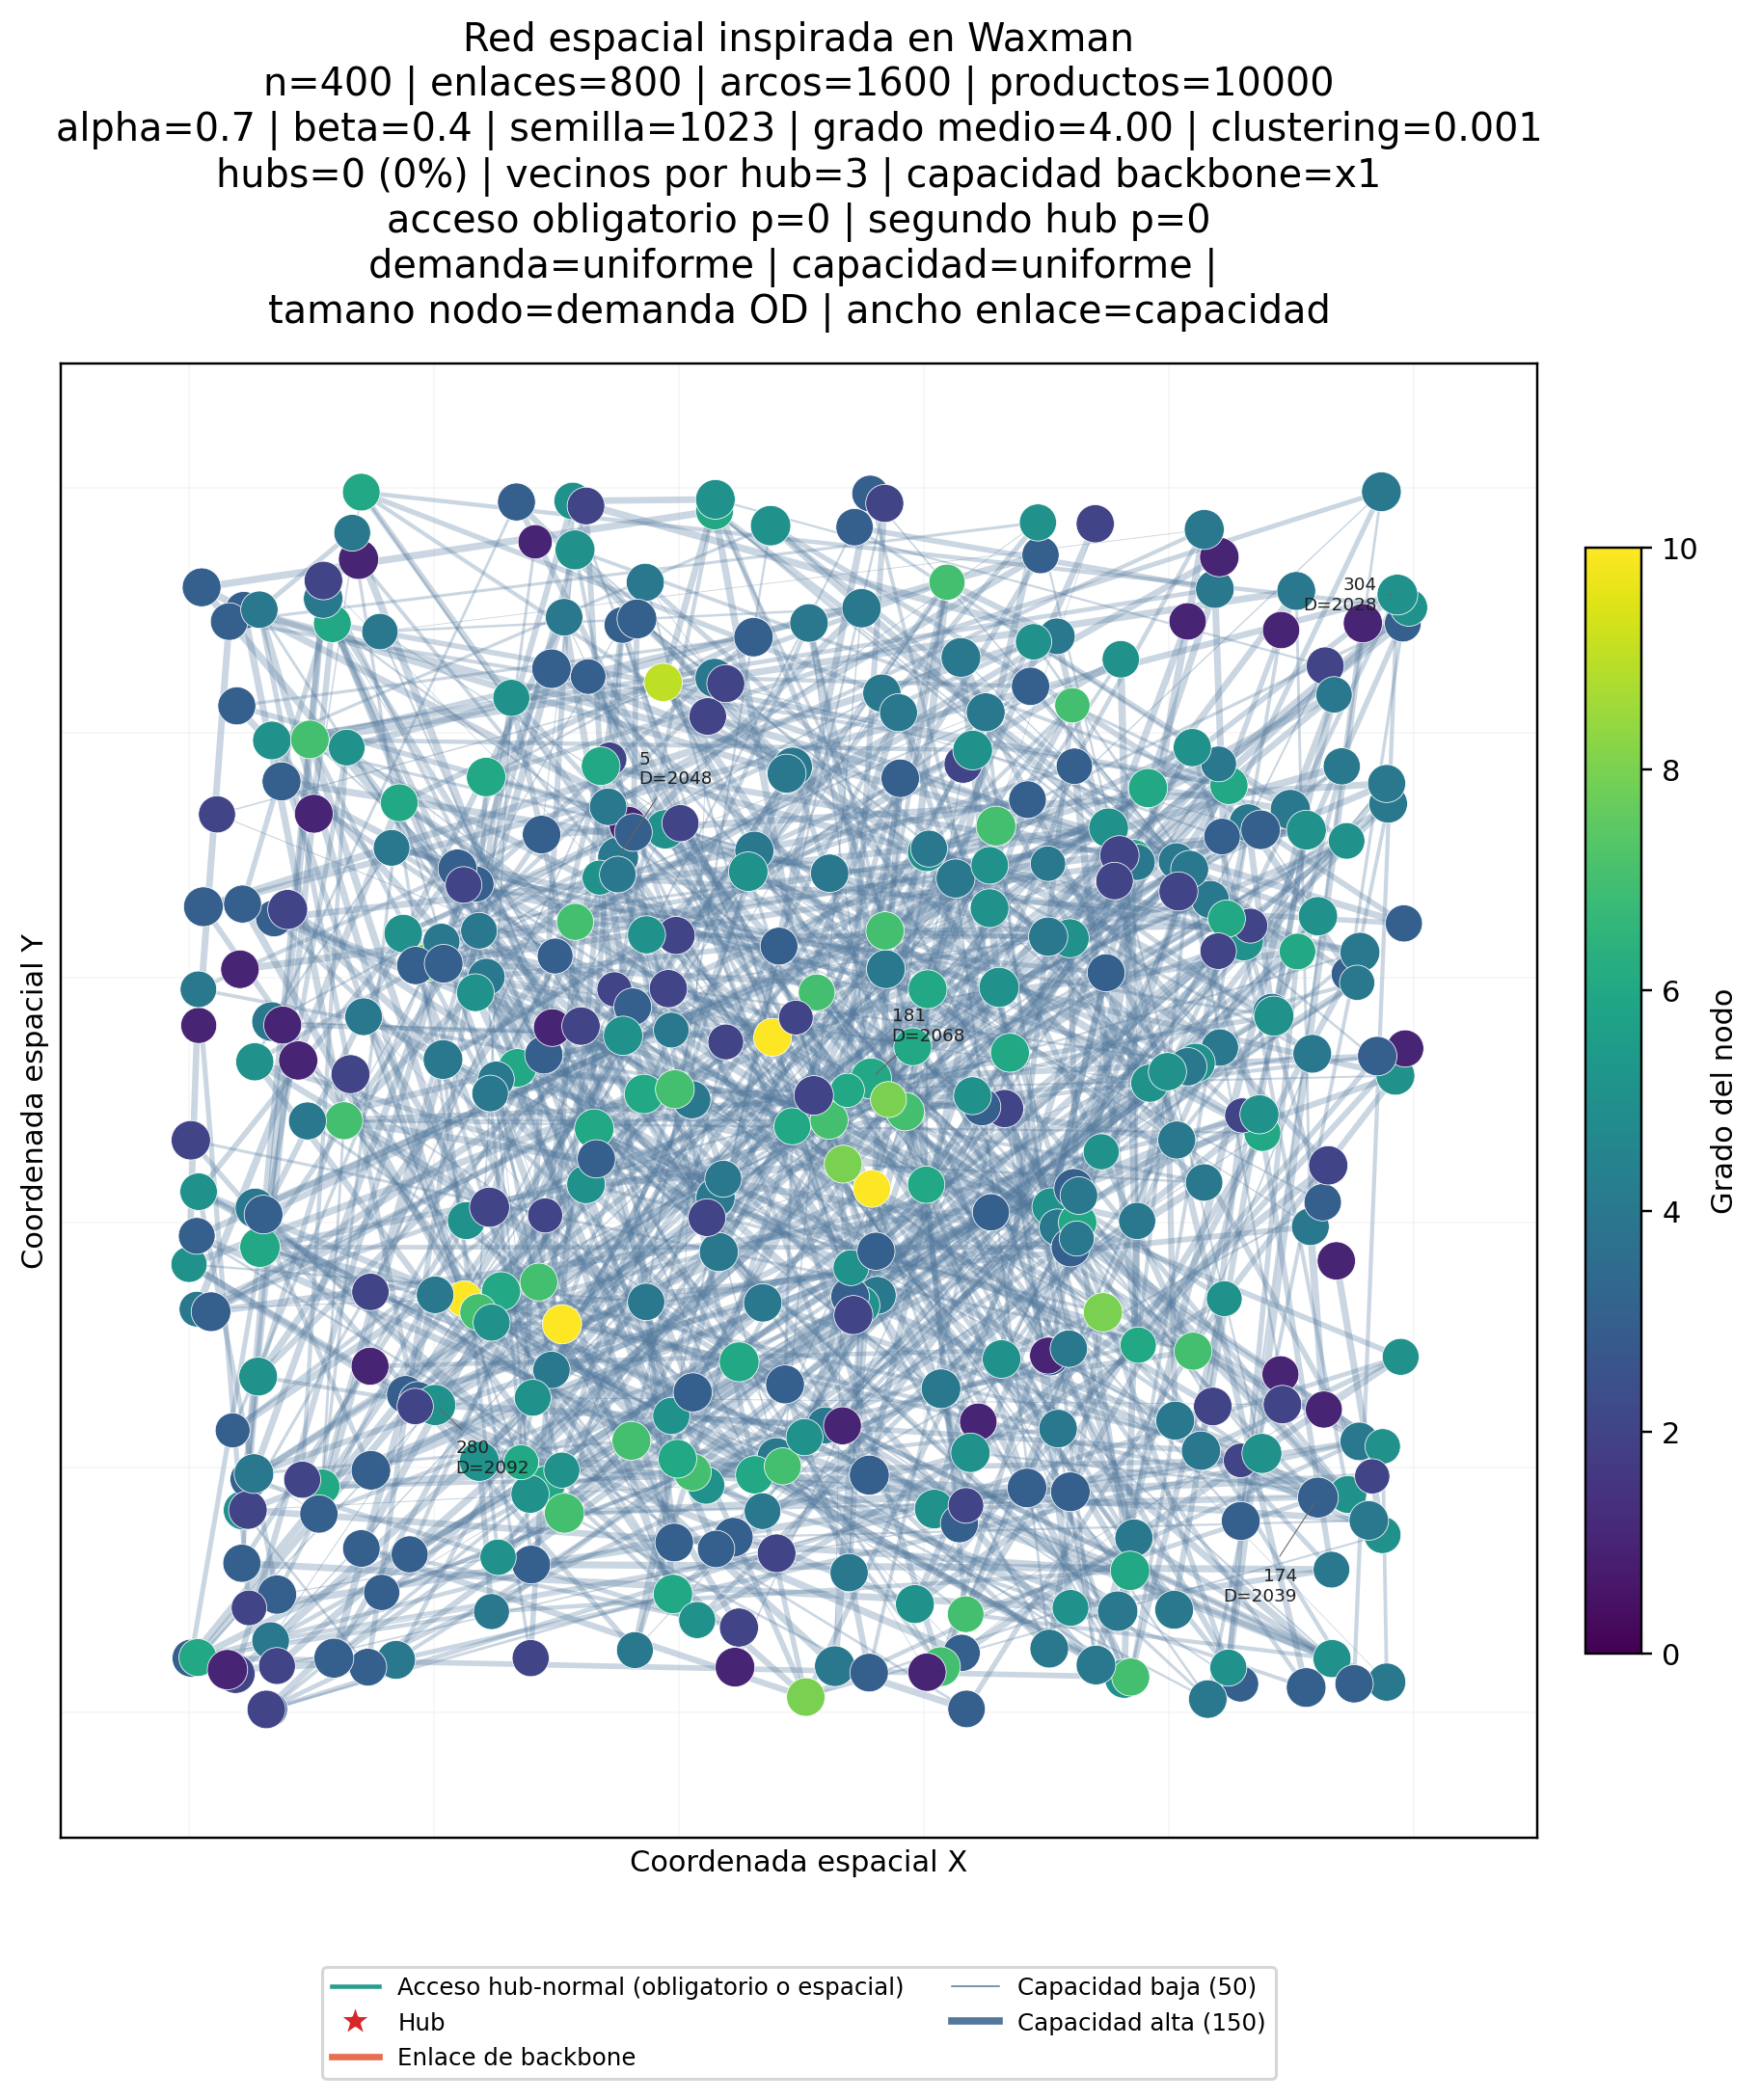 Red espacial inspirada en Waxman
n=400 | enlaces=800 | arcos=1600 | productos=10000
alpha=0.7 | beta=0.4 | semilla=1023 | grado medio=4.00 | clustering=0.001
hubs=0 (0%) | vecinos por hub=3 | capacidad backbone=x1
acceso obligatorio p=0 | segundo hub p=0
demanda=uniforme | capacidad=uniforme |
tamano nodo=demanda OD | ancho enlace=capacidad
304
D=2028
5
D=2048
181
D=2068
280
D=2092
174
D=2039
Coordenada espacial Y
Coordenada espacial X
10
8
6
4
2
0
Grado del nodo
Acceso hub-normal (obligatorio o espacial)
Hub
Enlace de backbone
Capacidad baja (50)
Capacidad alta (150)